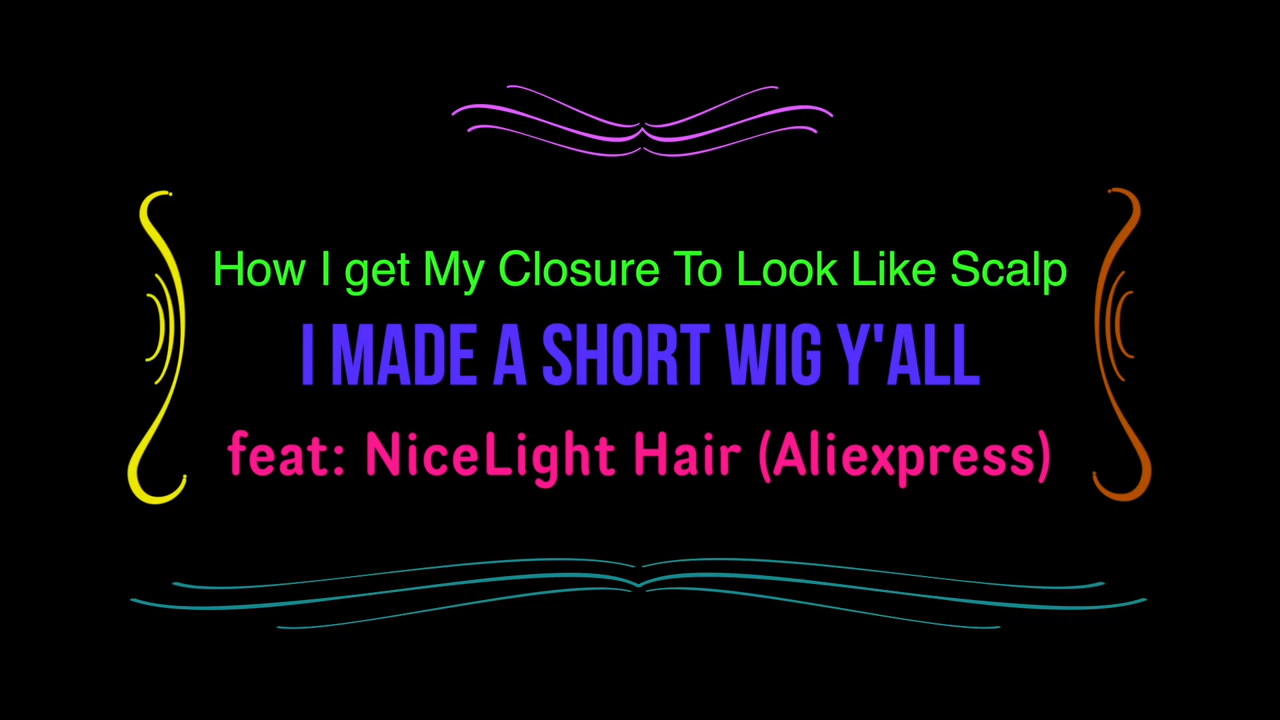 How I get My Closure To Look Like Scalp
I MADE A SHORT WIG Y'ALL
feat: NiceLight Hair (Aliexpress)